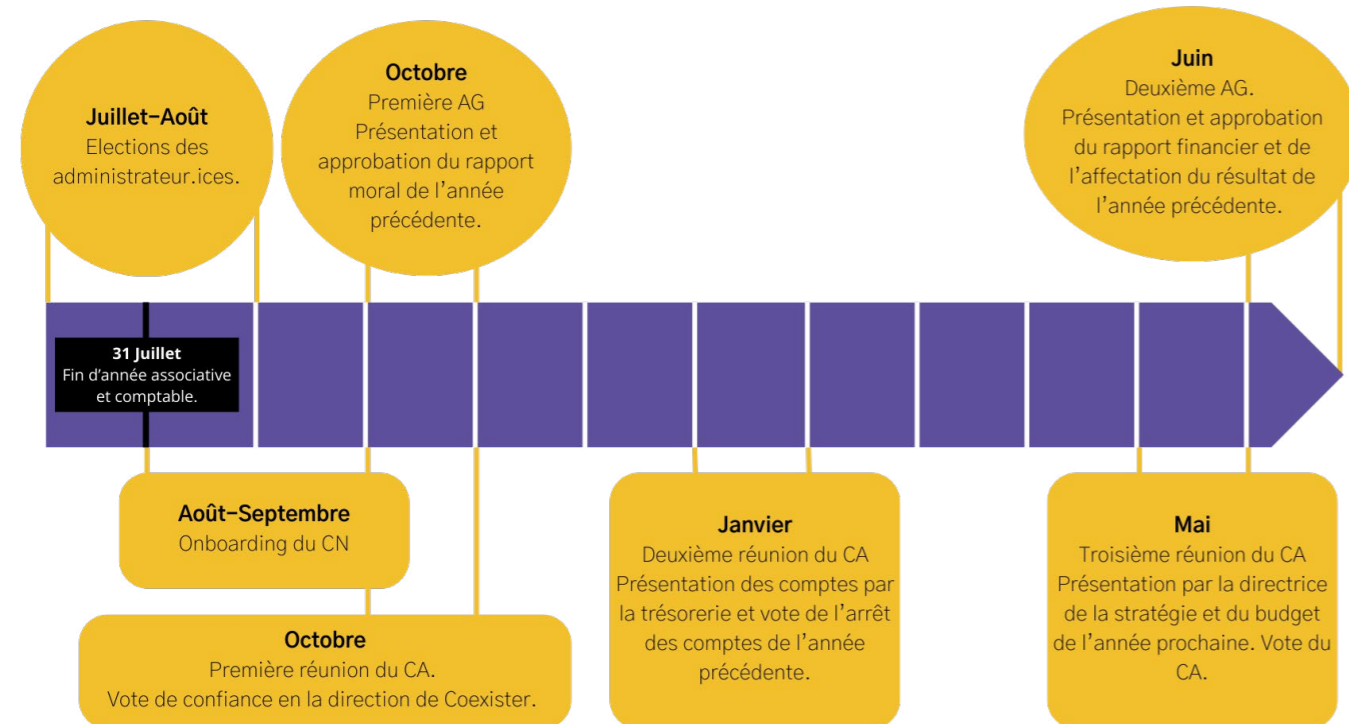 Juillet-Août
Elections des
administrateur.ices.
Octobre
Première AG
Présentation et
approbation du rapport
moral de l'année
précédente.
Juin
Deuxième AG.
Présentation et approbation
du rapport financier et de
l'affectation du résultat de
l'année précédente.
31 Juillet
Fin d'année associative
et comptable.
Août-Septembre
Onboarding du CN
Octobre
Première réunion du CA.
Vote de confiance en la direction de Coexister.
Janvier
Deuxième réunion du CA
Présentation des comptes par
la trésorerie et vote de l'arrêt
des comptes de l'année
précédente.
Mai
Troisième réunion du CA
Présentation par la directrice
de la stratégie et du budget
de l'année prochaine. Vote du
CA.